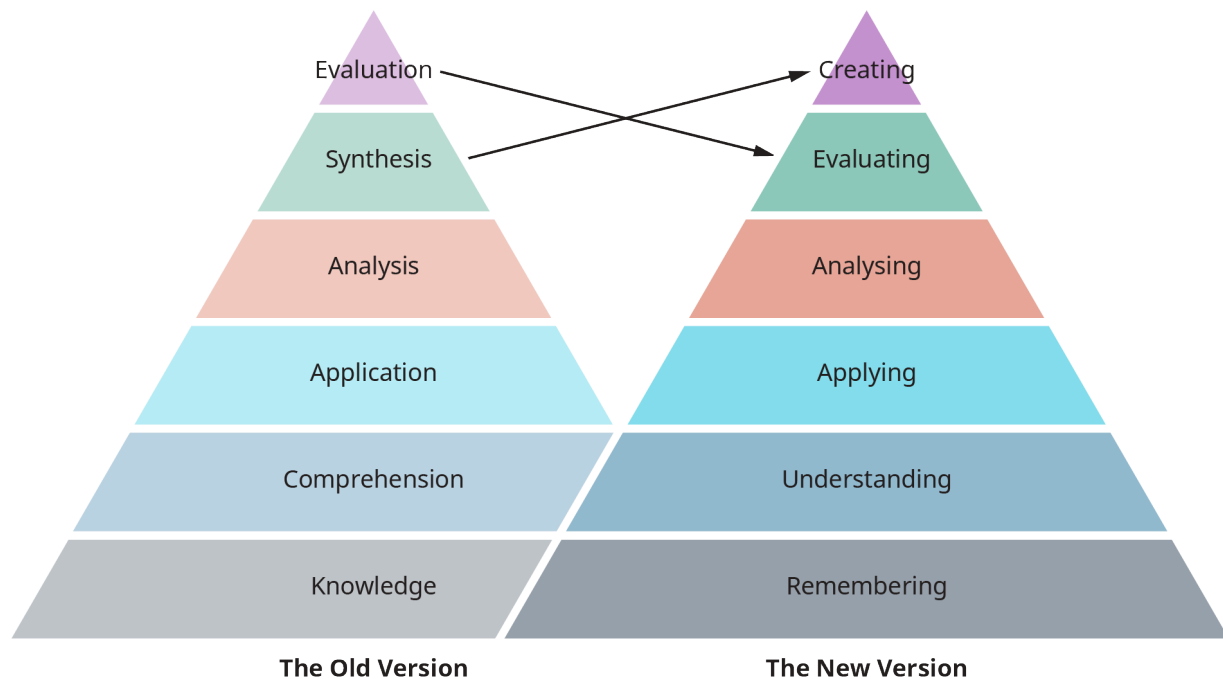 Evaluation
Creating
Synthesis
Evaluating
Analysis
Analysing
Application
Applying
Comprehension
Understanding
Knowledge
Remembering
The Old Version
The New Version